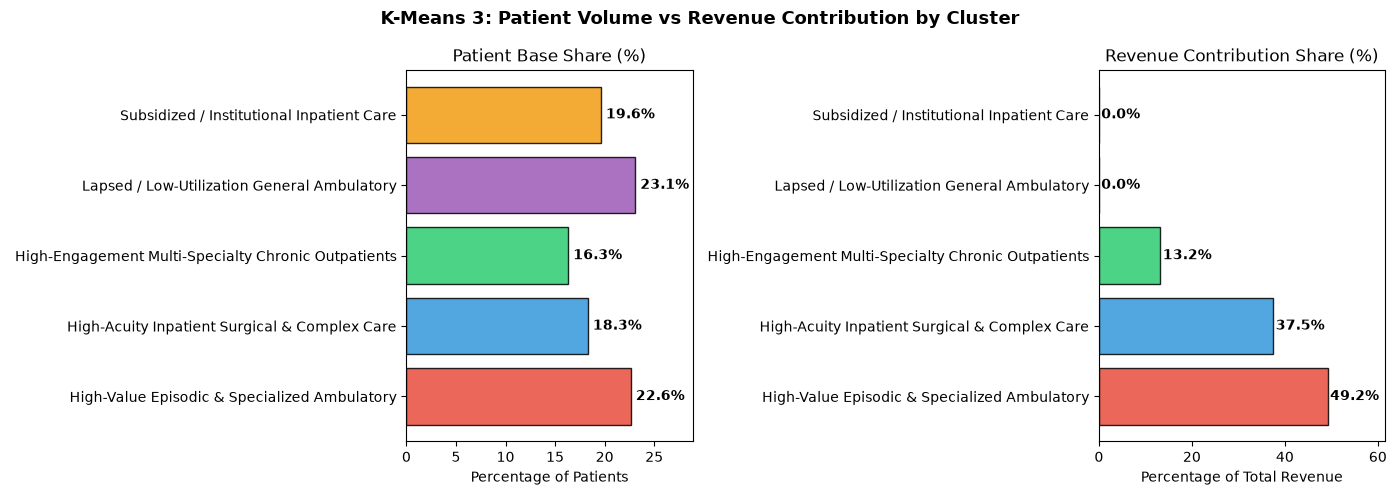 K-Means 3: Patient Volume vs Revenue Contribution by Cluster
Patient Base Share (%)
Subsidized / Institutional Inpatient Care
19.6%
Lapsed / Low-Utilization General Ambulatory
23.1%
High-Engagement Multi-Specialty Chronic Outpatients
16.3%
High-Acuity Inpatient Surgical & Complex Care
18.3%
High-Value Episodic & Specialized Ambulatory
22.6%
0 5 10 15 20 25
Percentage of Patients
Revenue Contribution Share (%)
Subsidized / Institutional Inpatient Care
0.0%
Lapsed / Low-Utilization General Ambulatory
0.0%
High-Engagement Multi-Specialty Chronic Outpatients
13.2%
High-Acuity Inpatient Surgical & Complex Care
37.5%
High-Value Episodic & Specialized Ambulatory
49.2%
0 20 40 60
Percentage of Total Revenue